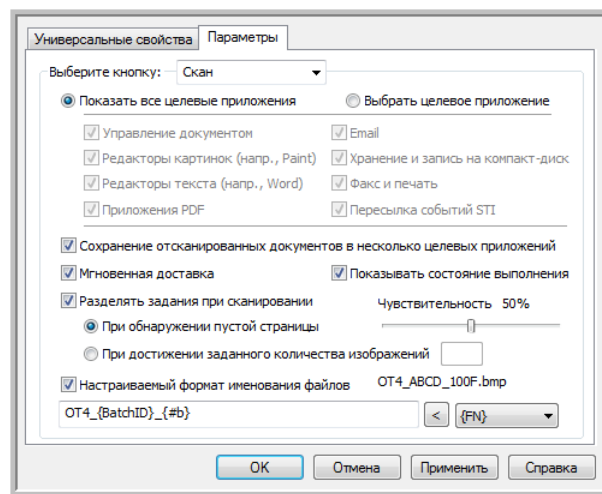 Универсальные свойства Параметры
Выберите кнопку: Скан
Показать все целевые приложения Выбрать целевое приложение
Управление документом Email
Редакторы картинок (напр., Paint) Хранение и запись на компакт-диск
Редакторы текста (напр., Word) Факс и печать
Приложения PDF Пересылка событий STI
Сохранение отсканированных документов в несколько целевых приложений
Мгновенная доставка Показывать состояние выполнения
Разделять задания при сканировании Чувствительность 50%
При обнаружении пустой страницы
При достижении заданного количества изображений
Настраиваемый формат именования файлов OT4_ABCD_100F.bmp
OT4_{BatchID}_{#b} < {FN}
OK Отмена Применить Справка